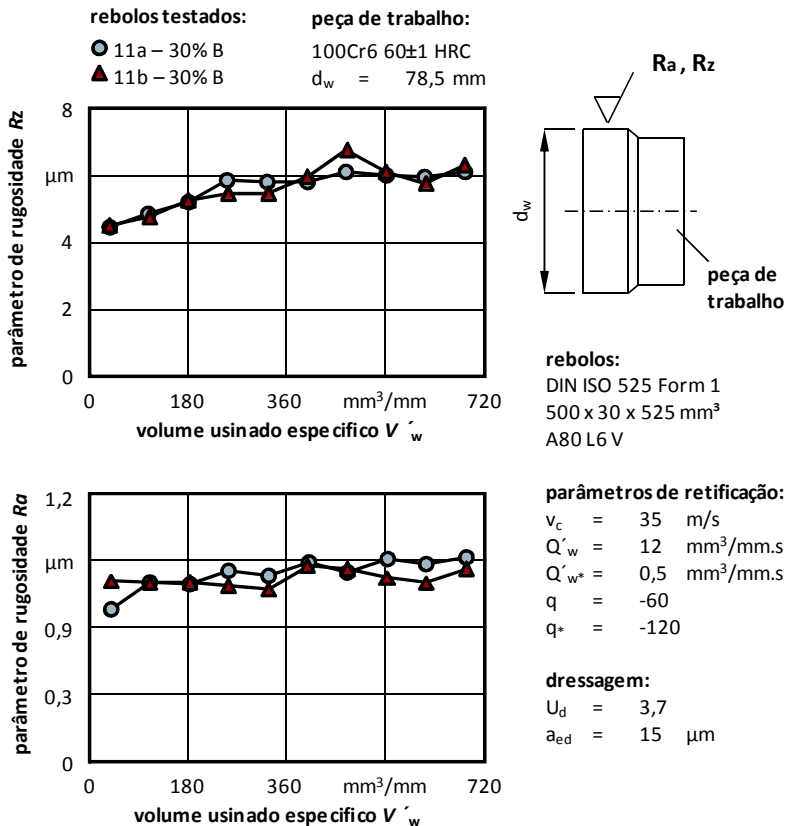 rebolos testados:
11a – 30% B
11b – 30% B
peça de trabalho:
100Cr6 60±1 HRC
d_w = 78,5 mm
parâmetro de rugosidade Rz
8
µm
4
2
0
0 180 360 mm³/mm 720
volume usinado especifico V ´w
Ra , Rz
d_w
peça de
trabalho
rebolos:
DIN ISO 525 Form 1
500 x 30 x 525 mm³
A80 L6 V
parâmetro de rugosidade Ra
1,2
µm
0,9
0,3
0
0 180 360 mm³/mm 720
volume usinado especifico V ´w
parâmetros de retificação:
v_c = 35 m/s
Q´w = 12 mm³/mm.s
Q´w* = 0,5 mm³/mm.s
q = -60
q* = -120
dressagem:
U_d = 3,7
a_ed = 15 µm